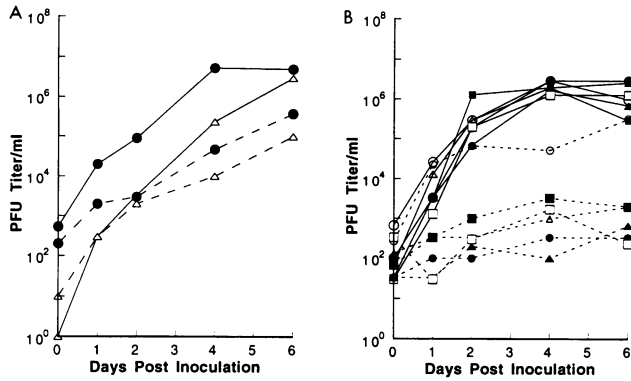 A
PFU Titer/ml
10^8
10^6
10^4
10^2
10^0
0 1 2 4 6
Days Post Inoculation
B
PFU Titer/ml
10^8
10^6
10^4
10^2
10^0
0 1 2 4 6
Days Post Inoculation